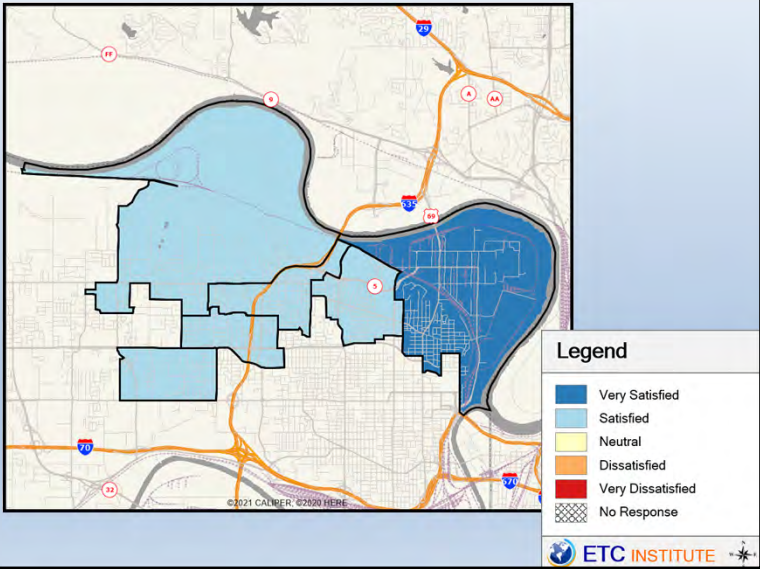 29
FF
A
AA
9
635
69
5
Legend
Very Satisfied
Satisfied
Neutral
Dissatisfied
Very Dissatisfied
No Response
70
670
32
©2021 CALIPER; ©2020 HERE
ETC INSTITUTE
N
W
E
S